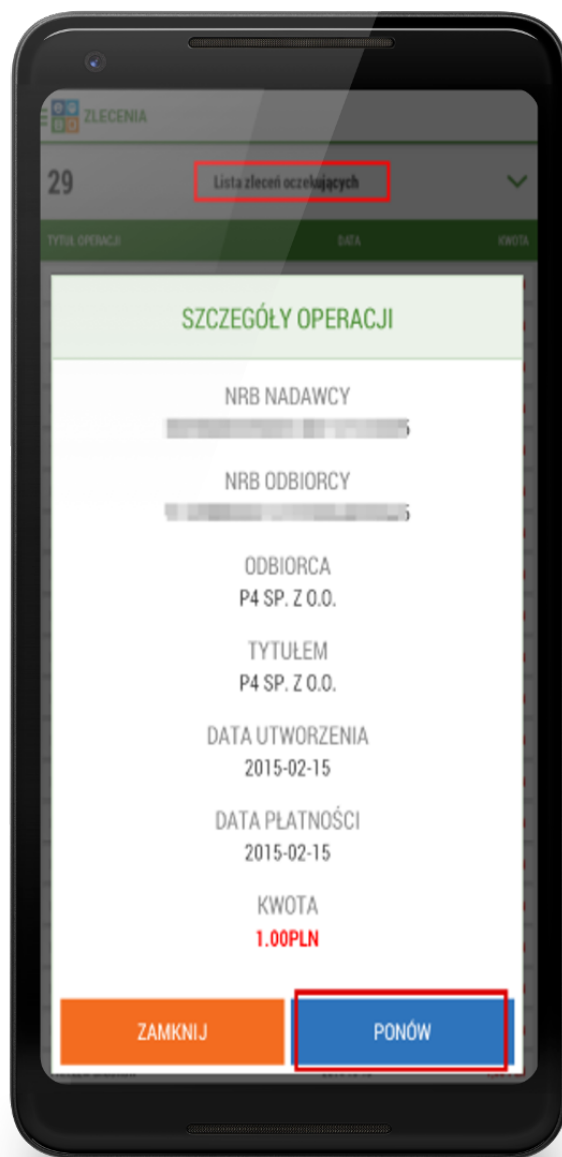 ZLECENIA
29 Lista zleceń oczekujących
TYTUŁ OPERACJI DATA KWOTA
SZCZEGÓŁY OPERACJI
NRB NADAWCY
NRB ODBIORCY
ODBIORCA
P4 SP. Z O.O.
TYTUŁEM
P4 SP. Z O.O.
DATA UTWORZENIA
2015-02-15
DATA PŁATNOŚCI
2015-02-15
KWOTA
1.00PLN
ZAMKNIJ PONÓW